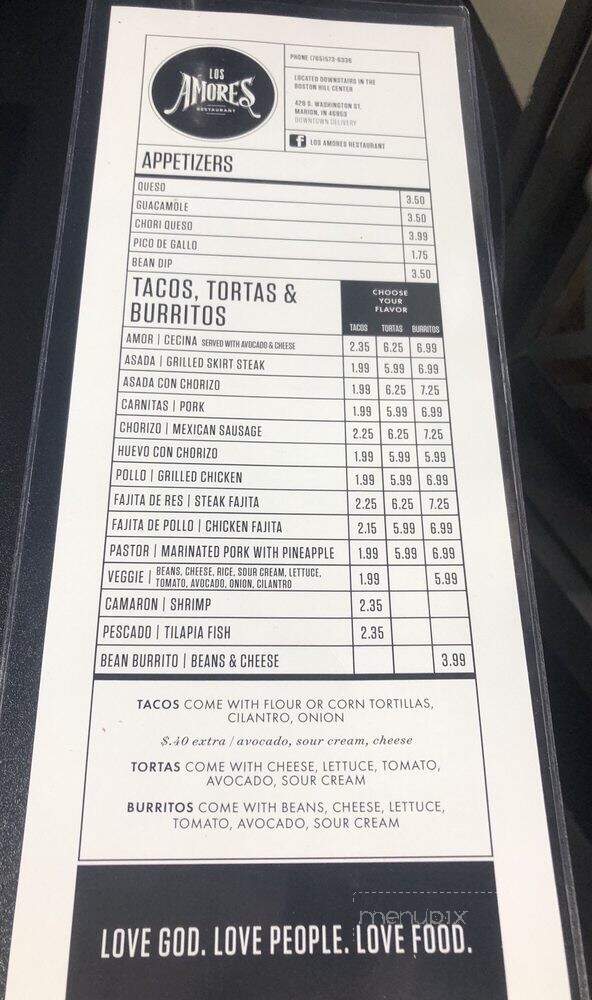 LOS
AMORES
RESTAURANT
PHONE (765)573-6336
LOCATED DOWNSTAIRS IN THE
BOSTON HILL CENTER
428 S. WASHINGTON ST.
MARION, IN 46953
DOWNTOWN DELIVERY
f LOS AMORES RESTAURANT
APPETIZERS
QUESO 3.50
GUACAMOLE 3.50
CHORI QUESO 3.99
PICO DE GALLO 1.75
BEAN DIP 3.50
TACOS, TORTAS &
BURRITOS
CHOOSE
YOUR
FLAVOR
TACOS TORTAS BURRITOS
AMOR | CECINA SERVED WITH AVOCADO & CHEESE 2.35 6.25 6.99
ASADA | GRILLED SKIRT STEAK 1.99 5.99 6.99
ASADA CON CHORIZO 1.99 6.25 7.25
CARNITAS | PORK 1.99 5.99 6.99
CHORIZO | MEXICAN SAUSAGE 2.25 6.25 7.25
HUEVO CON CHORIZO 1.99 5.99 5.99
POLLO | GRILLED CHICKEN 1.99 5.99 6.99
FAJITA DE RES | STEAK FAJITA 2.25 6.25 7.25
FAJITA DE POLLO | CHICKEN FAJITA 2.15 5.99 6.99
PASTOR | MARINATED PORK WITH PINEAPPLE 1.99 5.99 6.99
VEGGIE | BEANS, CHEESE, RICE, SOUR CREAM, LETTUCE,
TOMATO, AVOCADO, ONION, CILANTRO 1.99 5.99
CAMARON | SHRIMP 2.35
PESCADO | TILAPIA FISH 2.35
BEAN BURRITO | BEANS & CHEESE 3.99
TACOS COME WITH FLOUR OR CORN TORTILLAS,
CILANTRO, ONION
$.40 extra / avocado, sour cream, cheese
TORTAS COME WITH CHEESE, LETTUCE, TOMATO,
AVOCADO, SOUR CREAM
BURRITOS COME WITH BEANS, CHEESE, LETTUCE,
TOMATO, AVOCADO, SOUR CREAM
menupix
LOVE GOD. LOVE PEOPLE. LOVE FOOD.